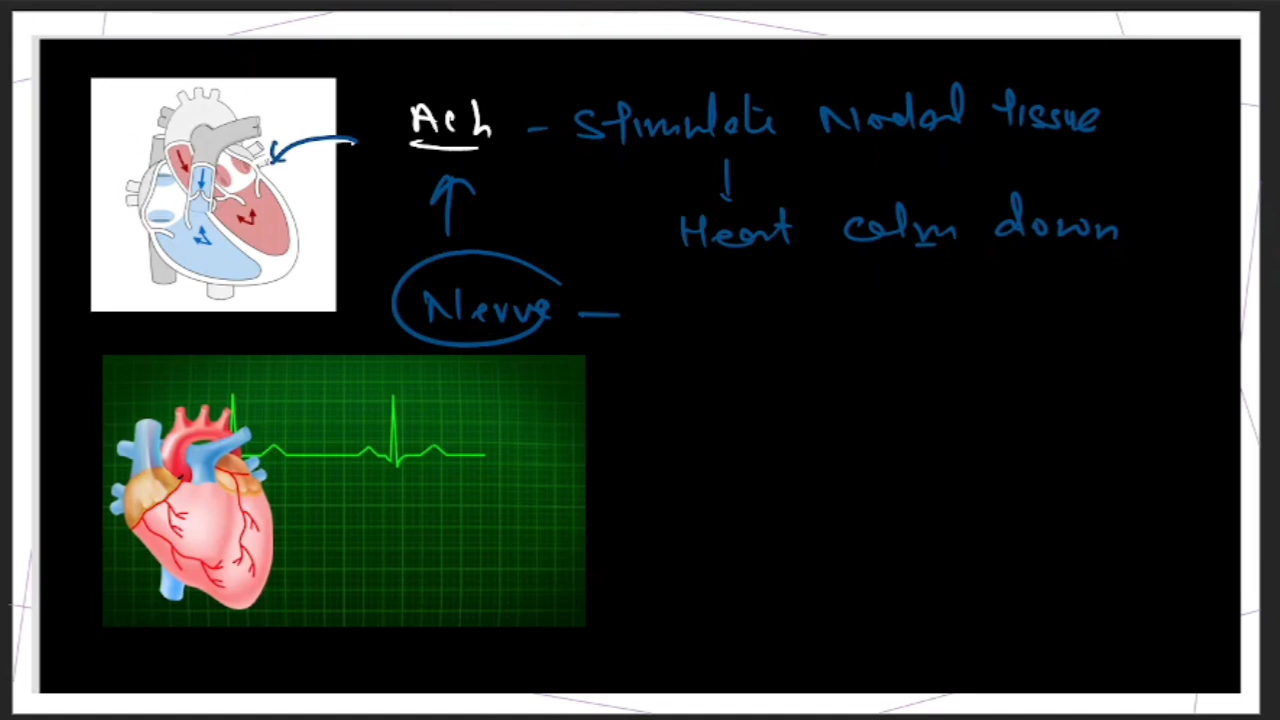 Ach - Stimulate Nodal tissue
Heart calm down
Nerve -